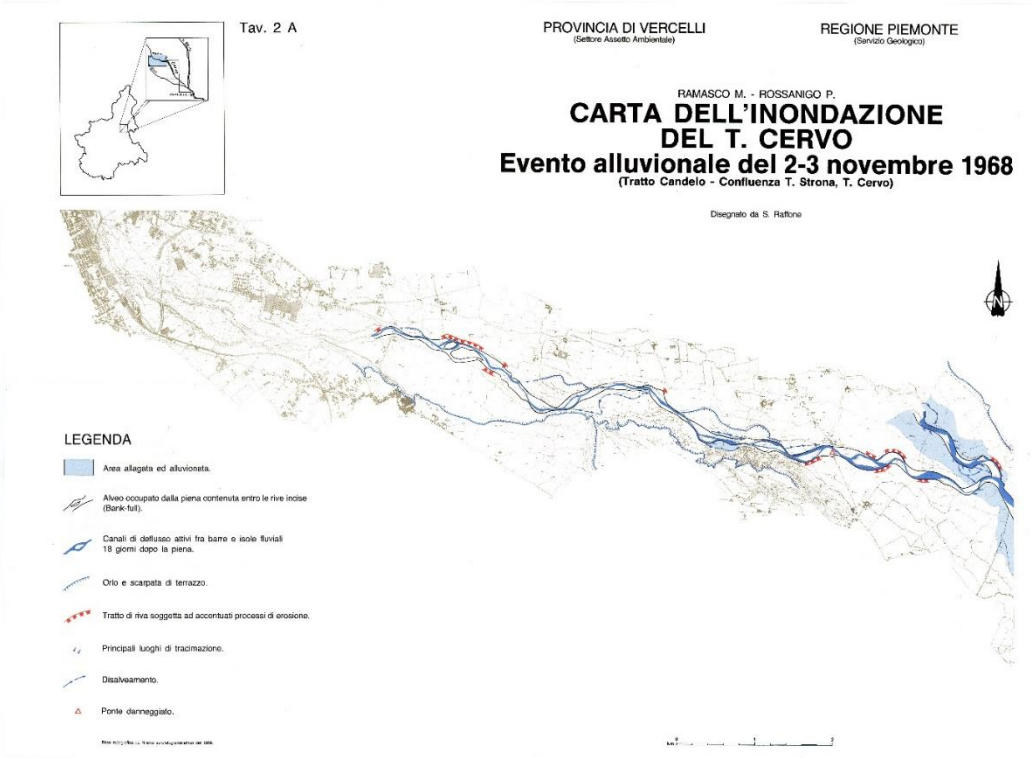 Tav. 2 A
PROVINCIA DI VERCELLI
(Settore Assetto Ambientale)
REGIONE PIEMONTE
(Servizio Geologico)
RAMASCO M. - ROSSANIGO P.
CARTA DELL'INONDAZIONE
DEL T. CERVO
Evento alluvionale del 2-3 novembre 1968
(Tratto Candelo - Confluenza T. Strona, T. Cervo)
Disegnato da S. Raffone
N
LEGENDA
Area allagata ed alluvionata.
Alveo occupato dalla piena contenuta entro le rive incise
(Bank-full).
Canali di deflusso attivi fra barre e isole fluviali
18 giorni dopo la piena.
Orlo e scarpata di terrazzo.
Tratto di riva soggetta ad accentuati processi di erosione.
Principali luoghi di tracimazione.
Disalveamento.
Ponte danneggiato.
km 0 1 2